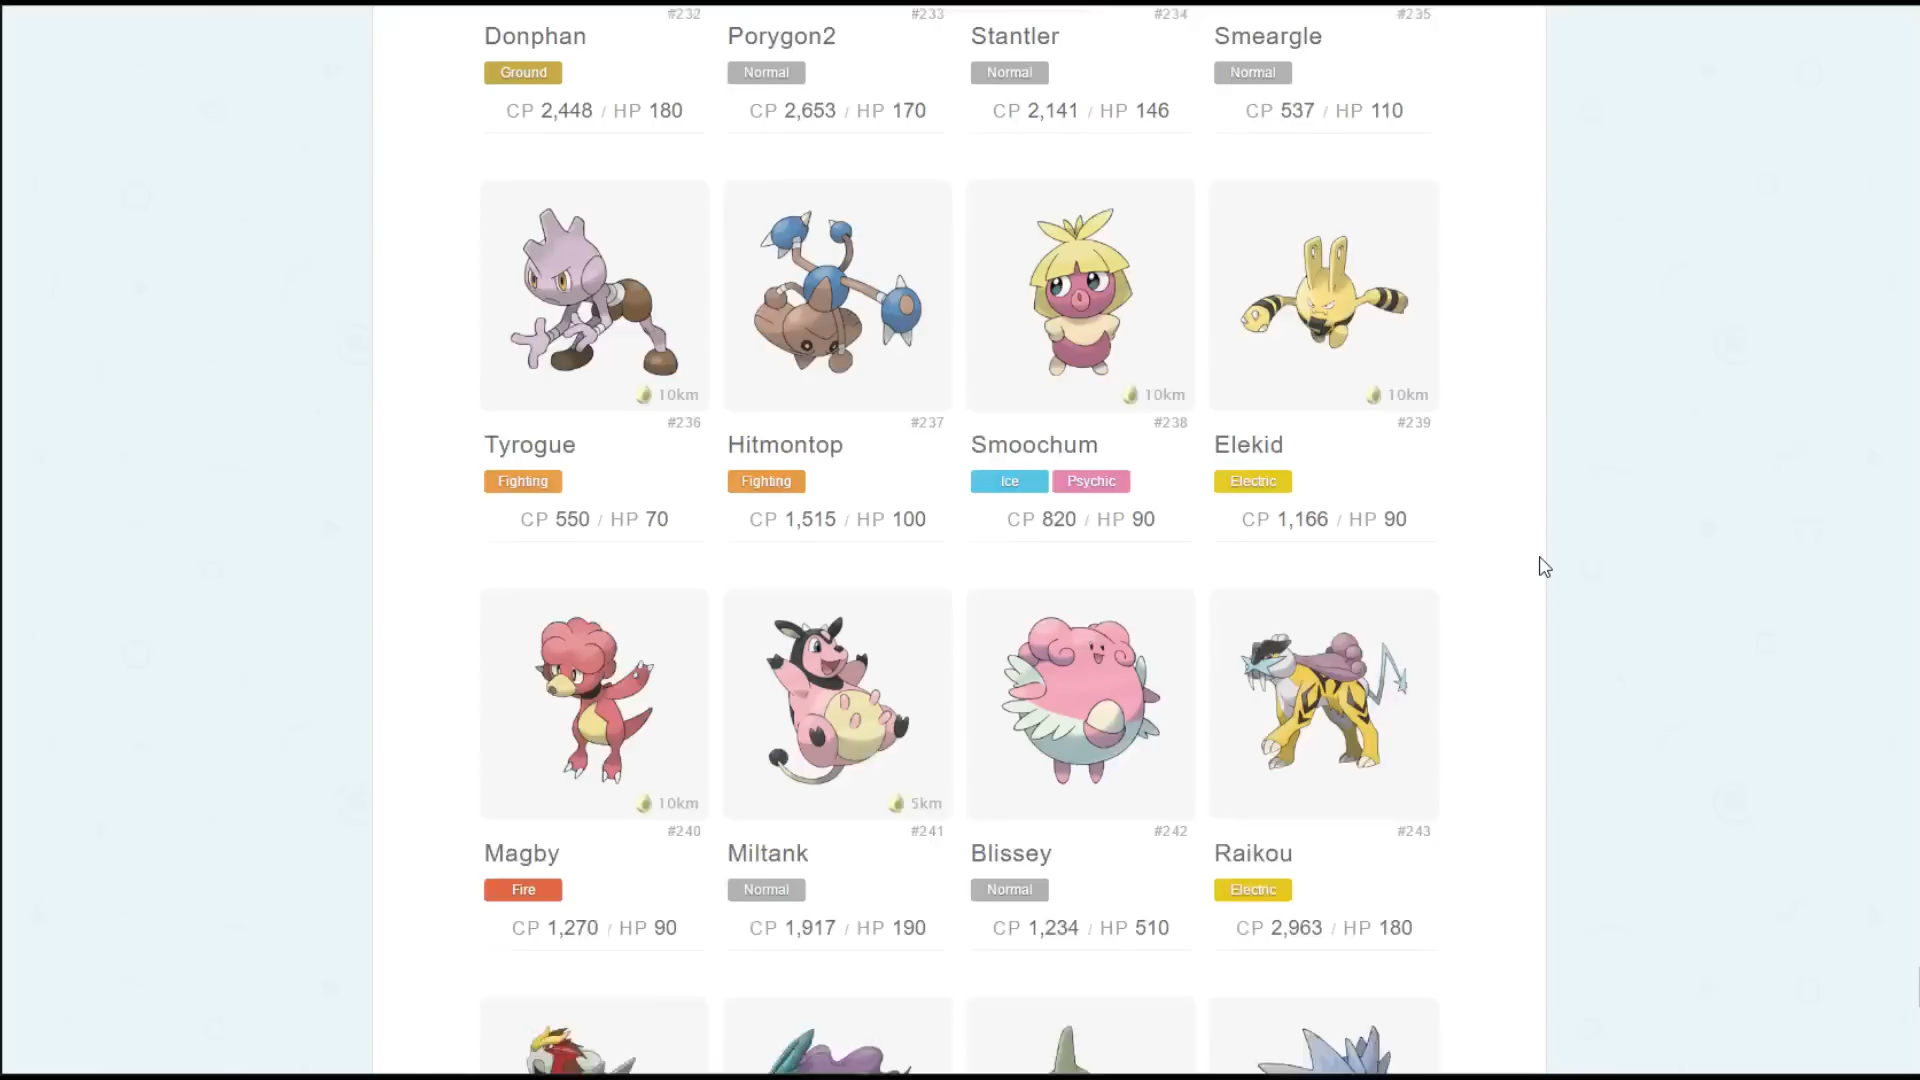 #232 #233 #234 #235
Donphan Porygon2 Stantler Smeargle
Ground Normal Normal Normal
CP 2,448 / HP 180 CP 2,653 / HP 170 CP 2,141 / HP 146 CP 537 / HP 110
10km 10km 10km
#236 #237 #238 #239
Tyrogue Hitmontop Smoochum Elekid
Fighting Fighting Ice Psychic Electric
CP 550 / HP 70 CP 1,515 / HP 100 CP 820 / HP 90 CP 1,166 / HP 90
10km 5km
#240 #241 #242 #243
Magby Miltank Blissey Raikou
Fire Normal Normal Electric
CP 1,270 / HP 90 CP 1,917 / HP 190 CP 1,234 / HP 510 CP 2,963 / HP 180